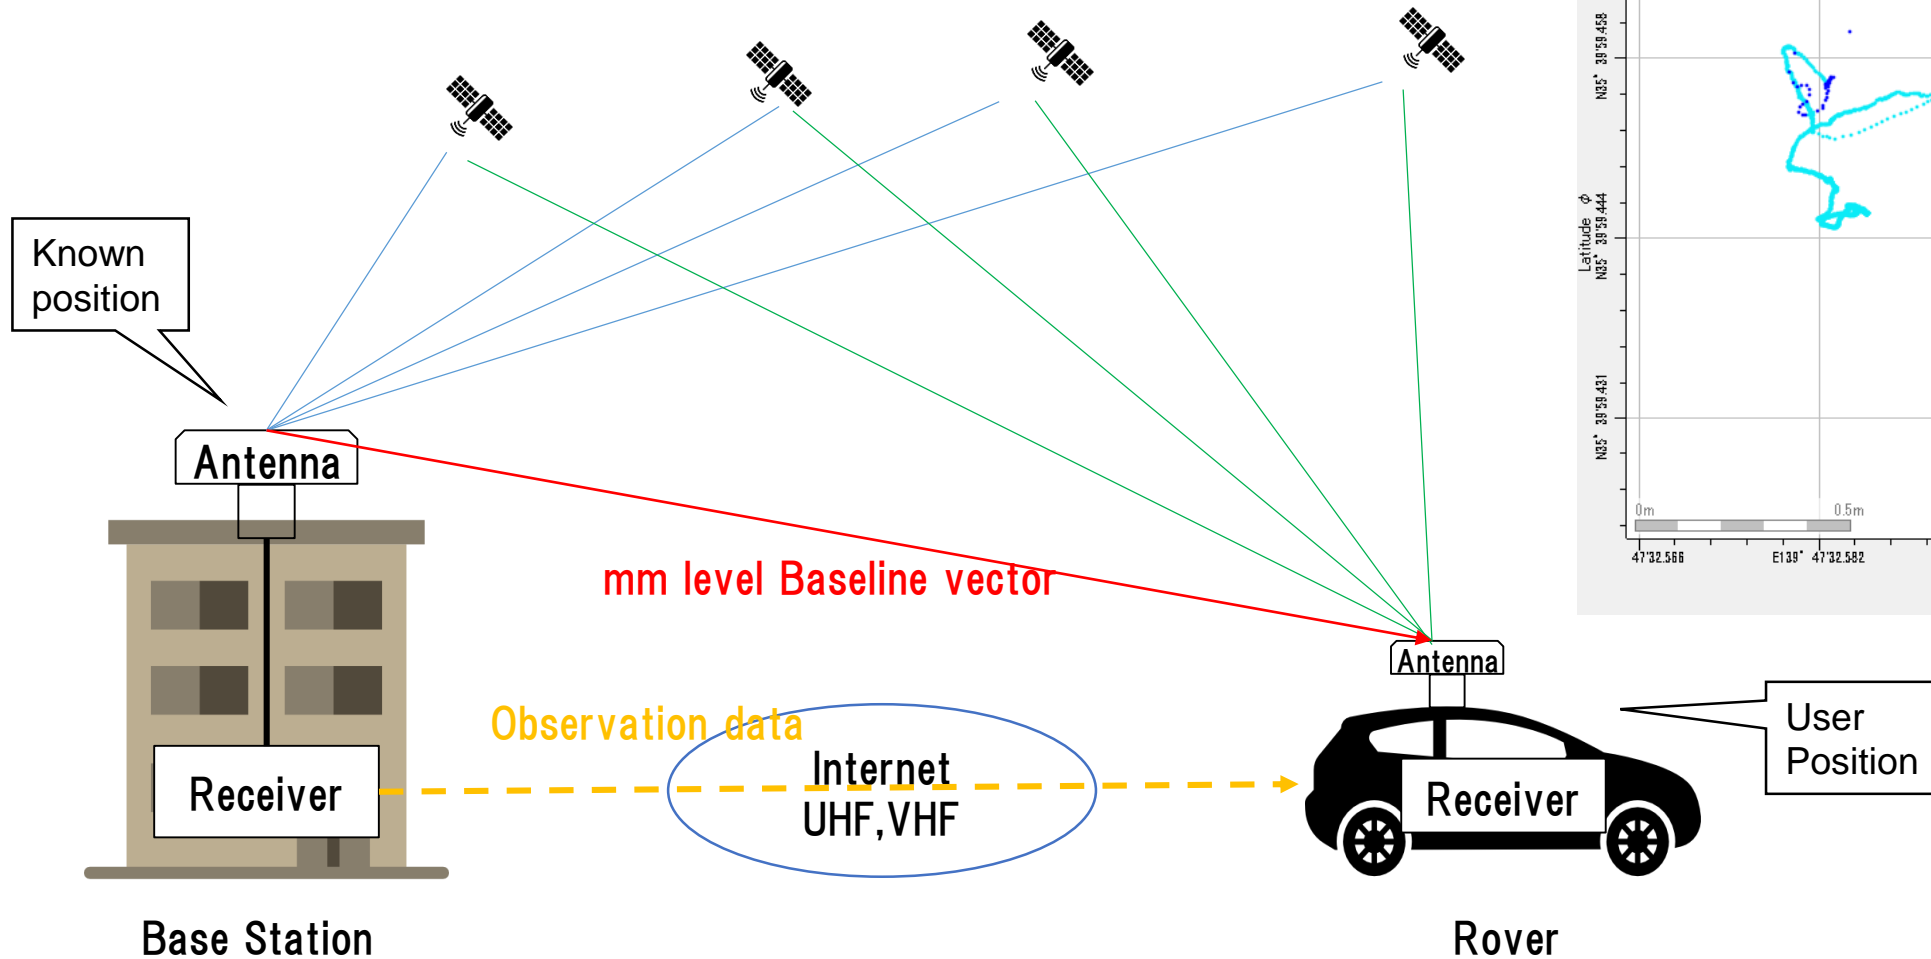 Known
position
Antenna
mm level Baseline vector
Observation data
Internet
UHF,VHF
Receiver
Base Station
Antenna
Receiver
Rover
User
Position
Latitude φ
N35° 39'59.458
N35° 39'59.444
N35° 39'59.431
0m 0.5m
47'32.566 E139° 47'32.582